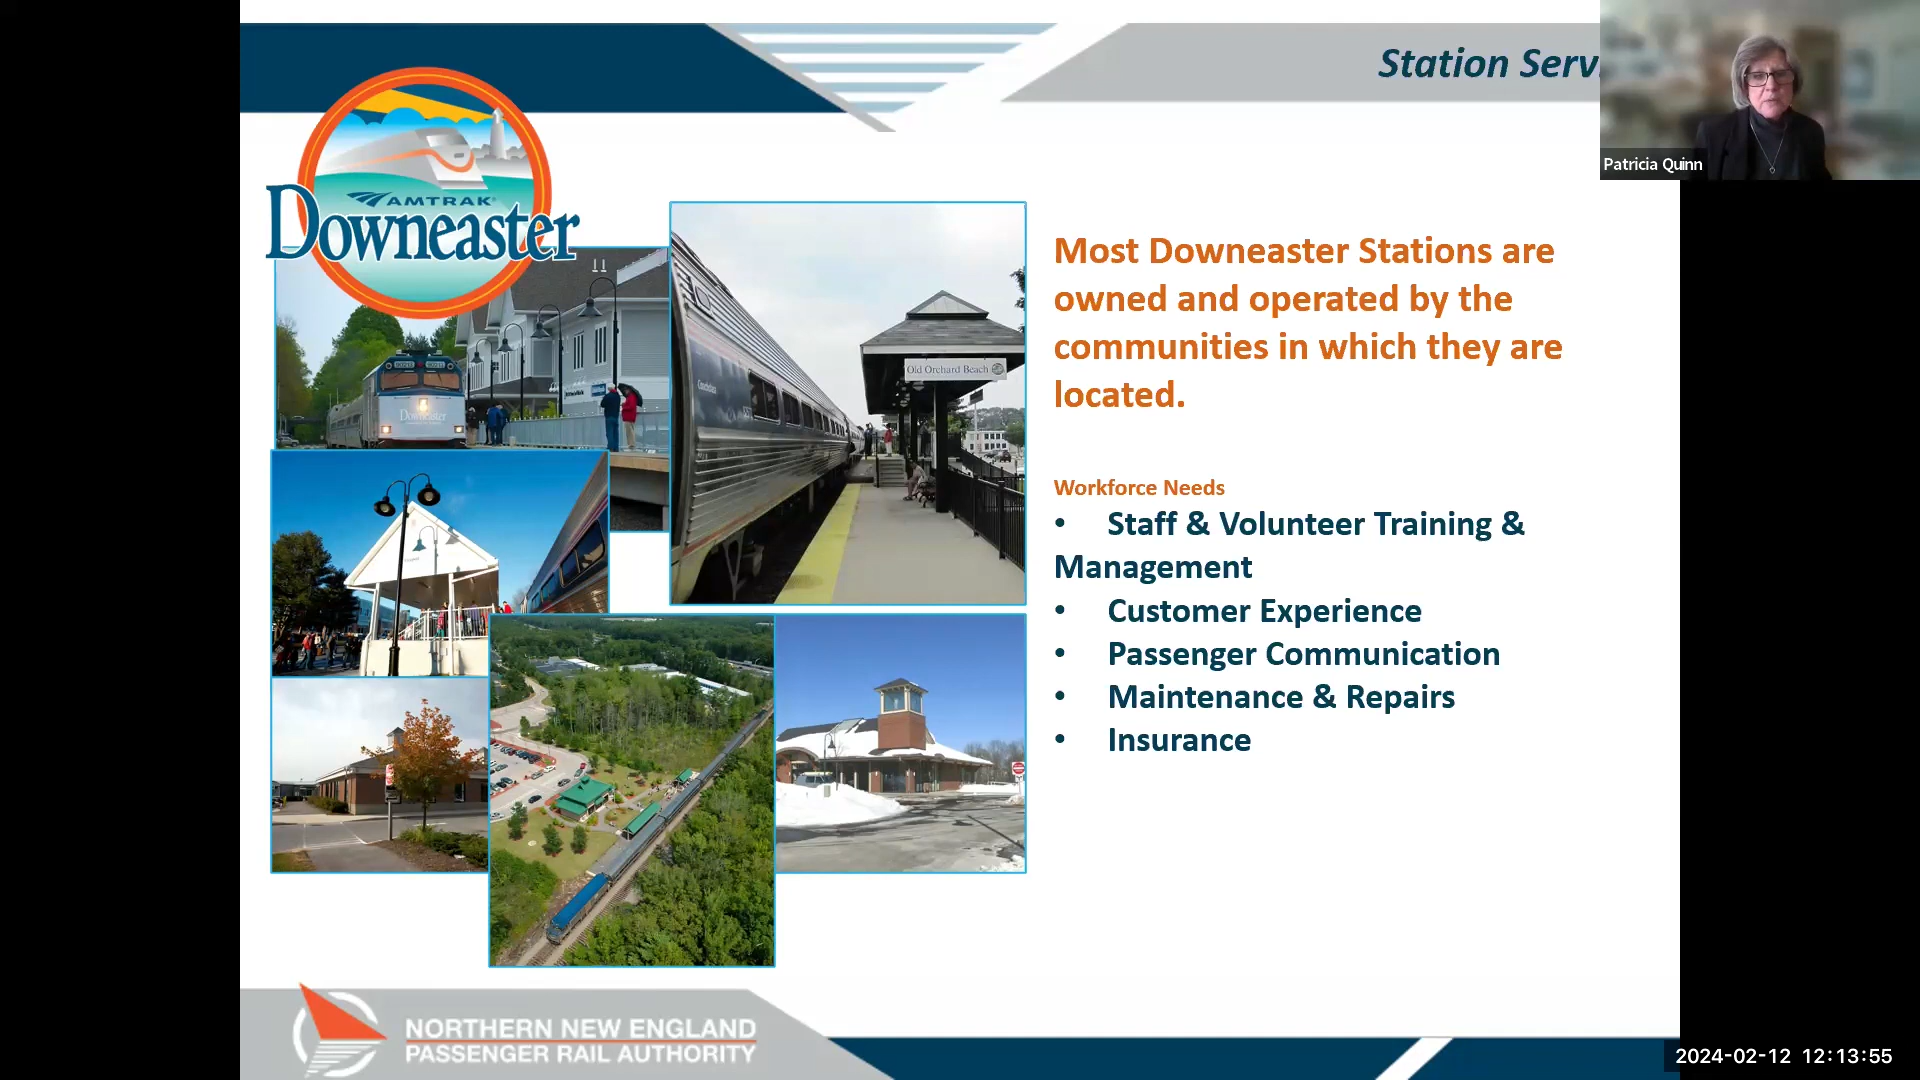 Station Serv
Patricia Quinn
AMTRAK
Downeaster
Old Orchard Beach
Downeaster
Most Downeaster Stations are
owned and operated by the
communities in which they are
located.
Workforce Needs
• Staff & Volunteer Training &
Management
• Customer Experience
• Passenger Communication
• Maintenance & Repairs
• Insurance
NORTHERN NEW ENGLAND
PASSENGER RAIL AUTHORITY
2024-02-12 12:13:55